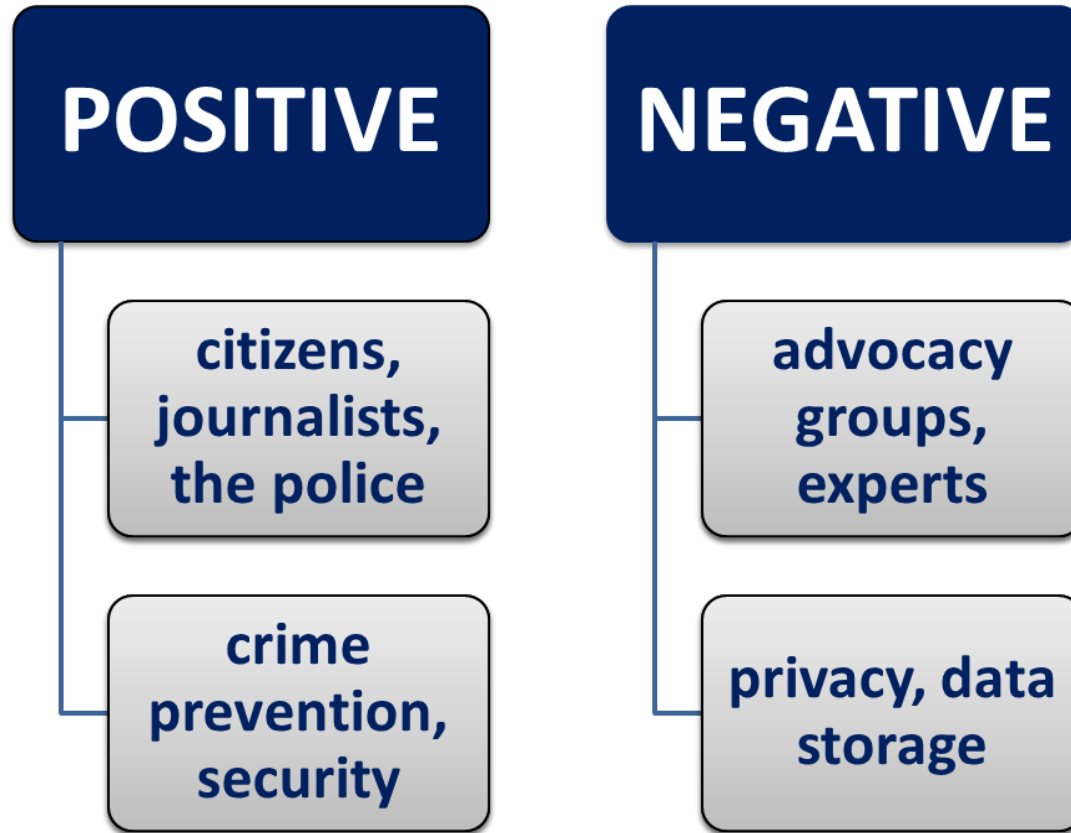 POSITIVE
citizens,
journalists,
the police
crime
prevention,
security
NEGATIVE
advocacy
groups,
experts
privacy, data
storage